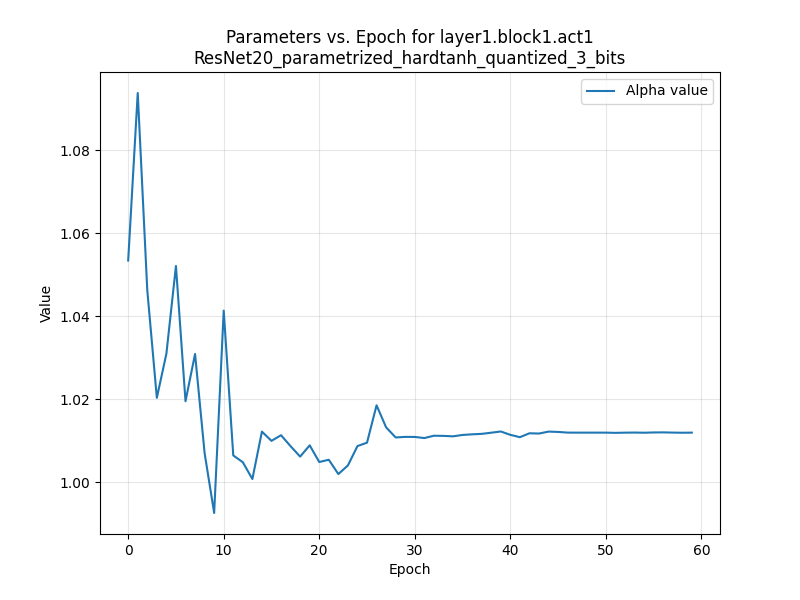 Parameters vs. Epoch for layer1.block1.act1
ResNet20_parametrized_hardtanh_quantized_3_bits
Alpha value
1.08
1.06
1.04
1.02
1.00
Value
0 10 20 30 40 50 60
Epoch